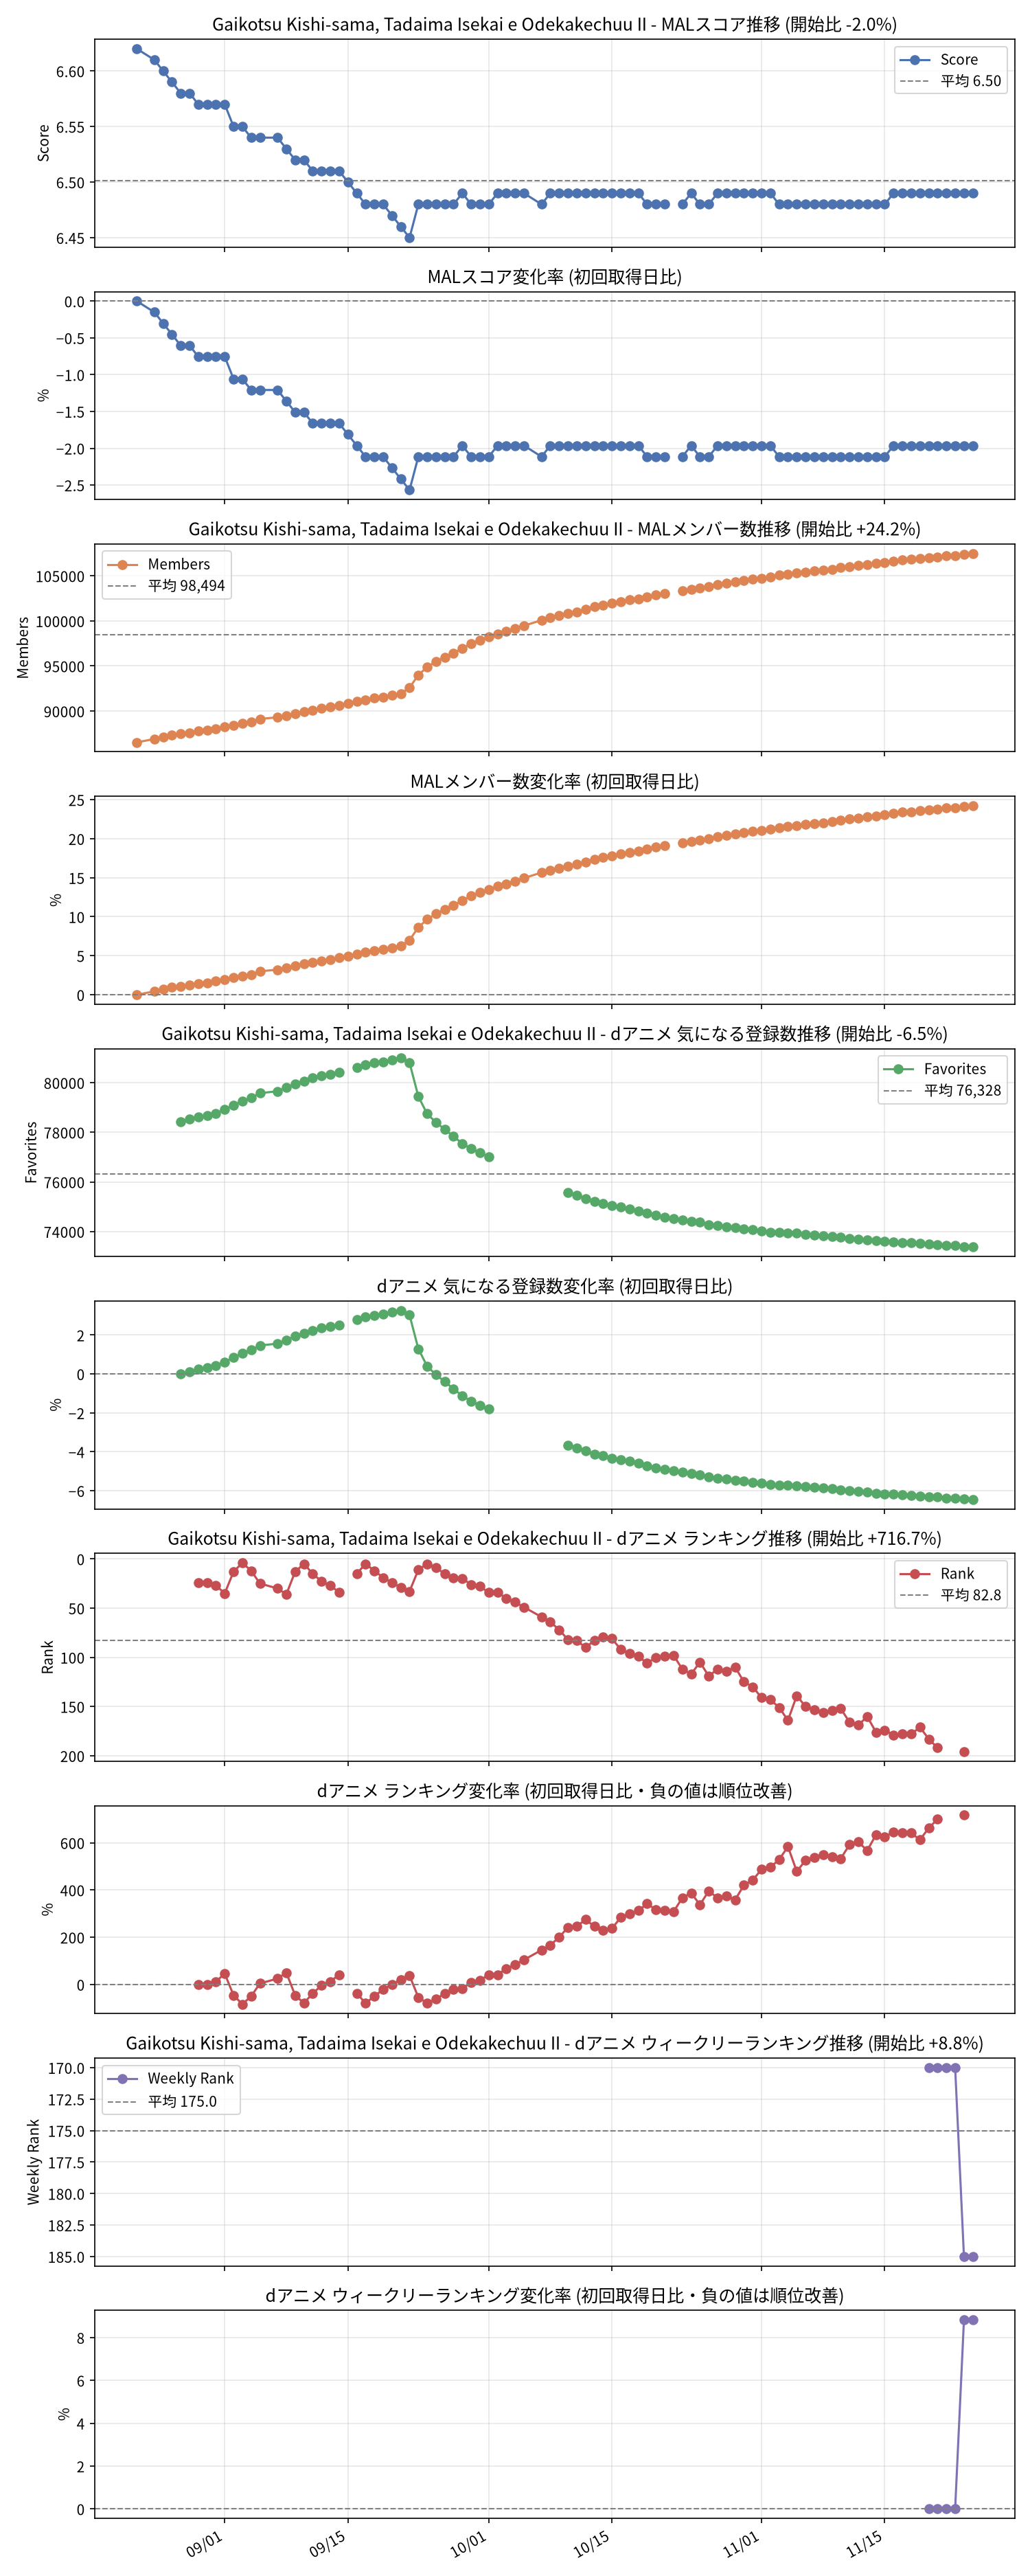 Gaikotsu Kishi-sama, Tadaima Isekai e Odekakechuu II - MALスコア推移 (開始比 -2.0%)
Score
6.60
6.55
6.50
6.45
Score
平均 6.50
MALスコア変化率 (初回取得日比)
%
0.0
−0.5
−1.0
−1.5
−2.0
−2.5
Gaikotsu Kishi-sama, Tadaima Isekai e Odekakechuu II - MALメンバー数推移 (開始比 +24.2%)
Members
105000
100000
95000
90000
Members
平均 98,494
MALメンバー数変化率 (初回取得日比)
%
25
20
15
10
5
0
Gaikotsu Kishi-sama, Tadaima Isekai e Odekakechuu II - dアニメ 気になる登録数推移 (開始比 -6.5%)
Favorites
80000
78000
76000
74000
Favorites
平均 76,328
dアニメ 気になる登録数変化率 (初回取得日比)
%
2
0
−2
−4
−6
Gaikotsu Kishi-sama, Tadaima Isekai e Odekakechuu II - dアニメ ランキング推移 (開始比 +716.7%)
Rank
0
50
100
150
200
Rank
平均 82.8
dアニメ ランキング変化率 (初回取得日比・負の値は順位改善)
%
600
400
200
0
Gaikotsu Kishi-sama, Tadaima Isekai e Odekakechuu II - dアニメ ウィークリーランキング推移 (開始比 +8.8%)
Weekly Rank
170.0
172.5
175.0
177.5
180.0
182.5
185.0
Weekly Rank
平均 175.0
dアニメ ウィークリーランキング変化率 (初回取得日比・負の値は順位改善)
%
8
6
4
2
0
09/01
09/15
10/01
10/15
11/01
11/15